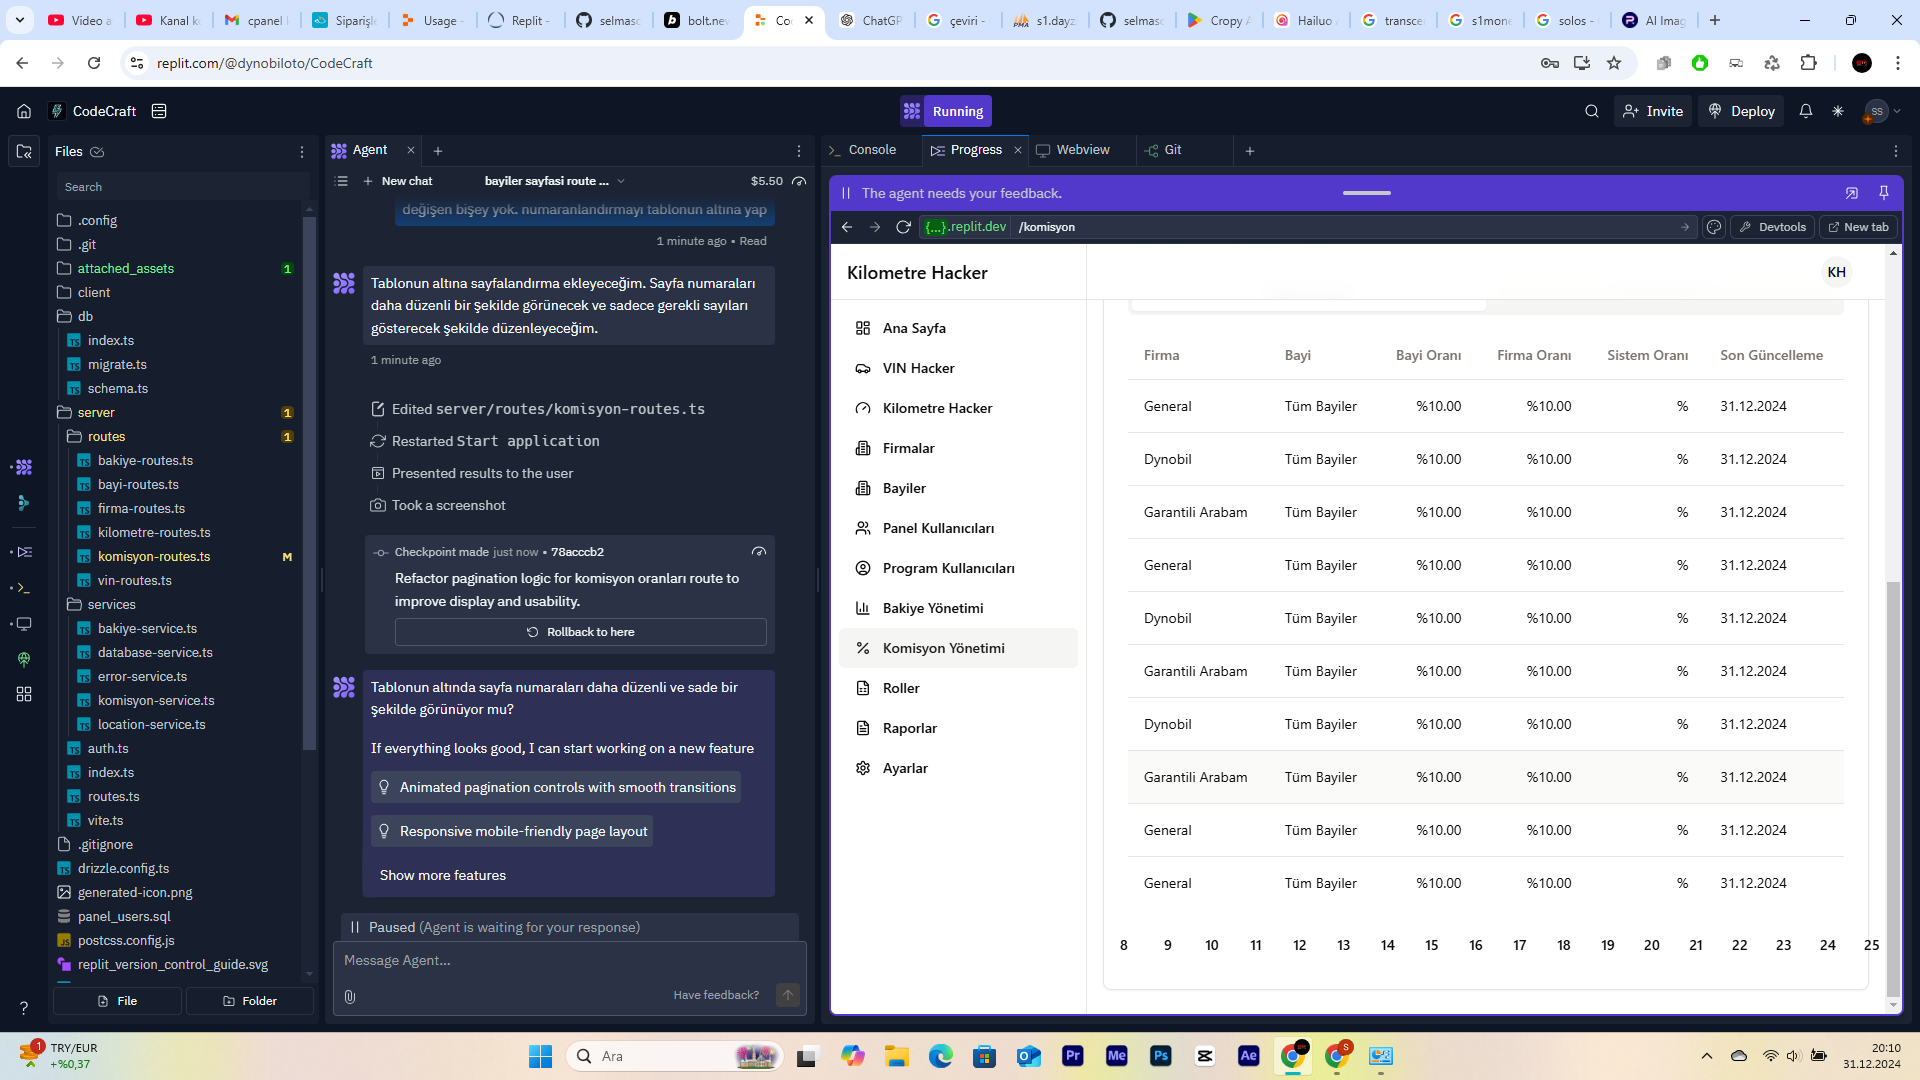 Video a
Kanal k
cpanel
Siparişle
Usage -
Replit -
selmaso
bolt.nev
Co
ChatGP
çeviri -
s1.dayz
selmaso
Cropy A
Hailuo
transce
s1mone
solos -
AI Imag
replit.com/@dynobiloto/CodeCraft
CodeCraft
Running
Invite
Deploy
SS
Files
Agent
Console
Progress
Webview
Git
Search
New chat
bayiler sayfasi route ...
$5.50
The agent needs your feedback.
{...}.replit.dev
/komisyon
Devtools
New tab
.config
.git
attached_assets 1
client
db
index.ts
migrate.ts
schema.ts
server 1
routes 1
bakiye-routes.ts
bayi-routes.ts
firma-routes.ts
kilometre-routes.ts
komisyon-routes.ts M
vin-routes.ts
services
bakiye-service.ts
database-service.ts
error-service.ts
komisyon-service.ts
location-service.ts
auth.ts
index.ts
routes.ts
vite.ts
.gitignore
drizzle.config.ts
generated-icon.png
panel_users.sql
postcss.config.js
replit_version_control_guide.svg
File
Folder
değişen bişey yok. numaranlandırmayı tablonun altına yap
1 minute ago • Read
Tablonun altına sayfalandırma ekleyeceğim. Sayfa numaraları
daha düzenli bir şekilde görünecek ve sadece gerekli sayıları
gösterecek şekilde düzenleyeceğim.
1 minute ago
Edited server/routes/komisyon-routes.ts
Restarted Start application
Presented results to the user
Took a screenshot
Checkpoint made just now • 78acccb2
Refactor pagination logic for komisyon oranları route to
improve display and usability.
Rollback to here
Tablonun altında sayfa numaraları daha düzenli ve sade bir
şekilde görünüyor mu?
If everything looks good, I can start working on a new feature
Animated pagination controls with smooth transitions
Responsive mobile-friendly page layout
Show more features
Paused (Agent is waiting for your response)
Message Agent...
Have feedback?
Kilometre Hacker
KH
Ana Sayfa
VIN Hacker
Kilometre Hacker
Firmalar
Bayiler
Panel Kullanıcıları
Program Kullanıcıları
Bakiye Yönetimi
Komisyon Yönetimi
Roller
Raporlar
Ayarlar
Firma Bayi Bayi Oranı Firma Oranı Sistem Oranı Son Güncelleme
General Tüm Bayiler %10.00 %10.00 % 31.12.2024
Dynobil Tüm Bayiler %10.00 %10.00 % 31.12.2024
Garantili Arabam Tüm Bayiler %10.00 %10.00 % 31.12.2024
General Tüm Bayiler %10.00 %10.00 % 31.12.2024
Dynobil Tüm Bayiler %10.00 %10.00 % 31.12.2024
Garantili Arabam Tüm Bayiler %10.00 %10.00 % 31.12.2024
Dynobil Tüm Bayiler %10.00 %10.00 % 31.12.2024
Garantili Arabam Tüm Bayiler %10.00 %10.00 % 31.12.2024
General Tüm Bayiler %10.00 %10.00 % 31.12.2024
General Tüm Bayiler %10.00 %10.00 % 31.12.2024
8 9 10 11 12 13 14 15 16 17 18 19 20 21 22 23 24 25
1
TRY/EUR
+%0,37
Ara
Pr
Me
Ps
Ae
S
20:10
31.12.2024